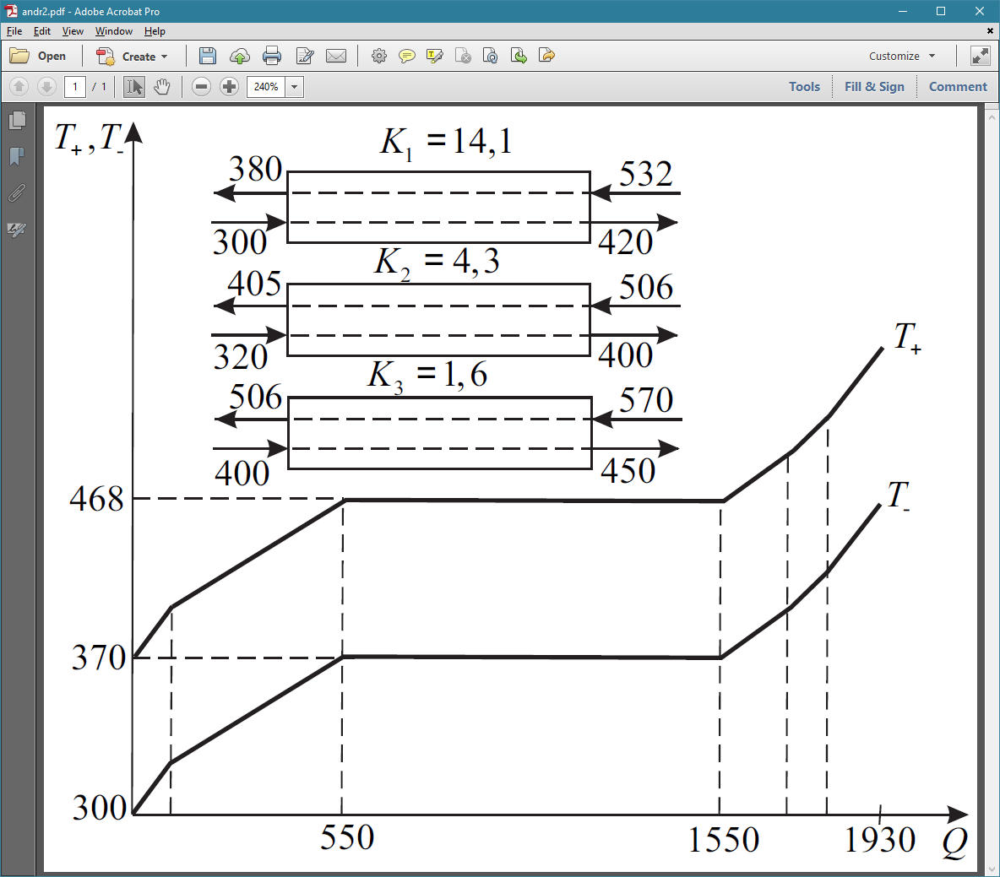 andr2.pdf - Adobe Acrobat Pro
File Edit View Window Help
Open Create Customize
1 / 1 240% Tools Fill & Sign Comment
T₊,T₋
K₁ = 14,1
380 532
300 420
K₂ = 4,3
405 506
320 400
K₃ = 1,6
506 570
400 450
T₊
468
T₋
370
300
550 1550 1930 Q